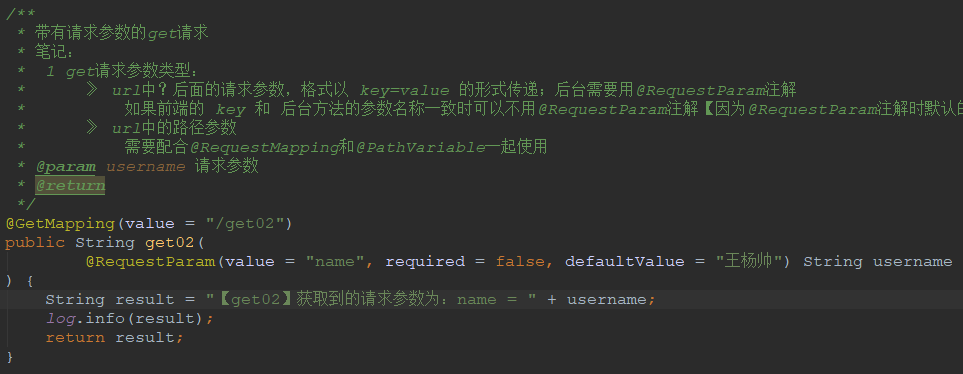 /**
 * 带有请求参数的get请求
 * 笔记：
 *  1 get请求参数类型：
 *      》 url中？后面的请求参数，格式以 key=value 的形式传递；后台需要用@RequestParam注解
 *          如果前端的 key 和 后台方法的参数名称一致时可以不用@RequestParam注解【因为@RequestParam注解时默认的
 *      》 url中的路径参数
 *          需要配合@RequestMapping和@PathVariable一起使用
 * @param username 请求参数
 * @return
 */
@GetMapping(value = "/get02")
public String get02(
        @RequestParam(value = "name", required = false, defaultValue = "王杨帅") String username
) {
    String result = "【get02】获取到的请求参数为：name = " + username;
    log.info(result);
    return result;
}